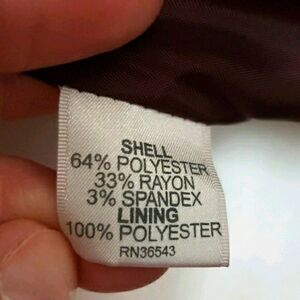 SHELL
64% POLYESTER
33% RAYON
3% SPANDEX
LINING
100% POLYESTER
RN36543